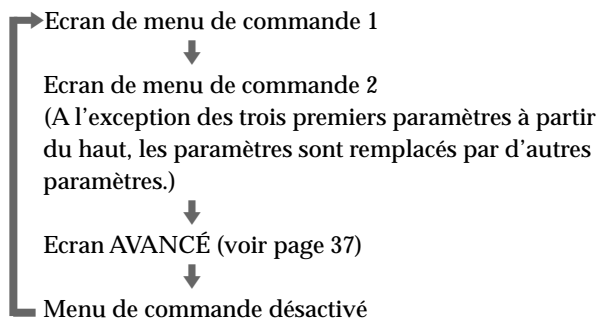 Ecran de menu de commande 1
Ecran de menu de commande 2
(A l'exception des trois premiers paramètres à partir
du haut, les paramètres sont remplacés par d'autres
paramètres.)
Ecran AVANCÉ (voir page 37)
Menu de commande désactivé